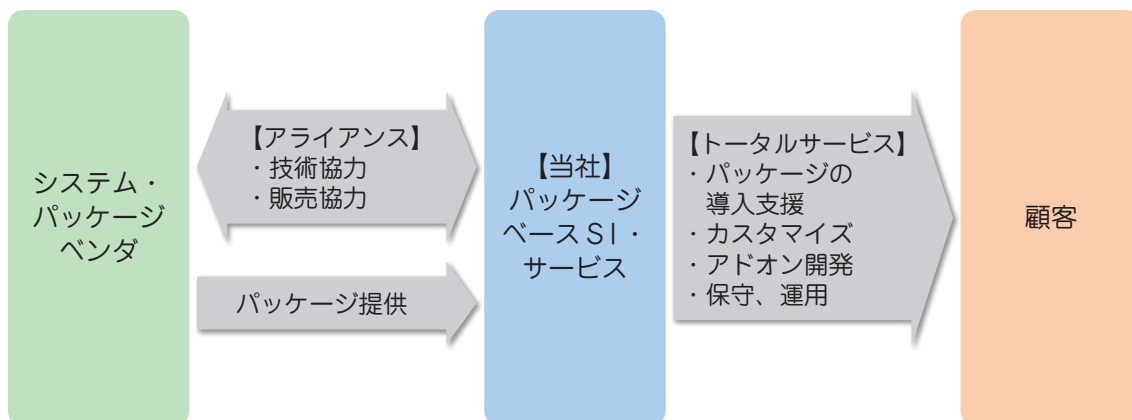 システム・
パッケージ
ベンダ
【アライアンス】
・技術協力
・販売協力
パッケージ提供
【当社】
パッケージ
ベースSI・
サービス
【トータルサービス】
・パッケージの
導入支援
・カスタマイズ
・アドオン開発
・保守、運用
顧客